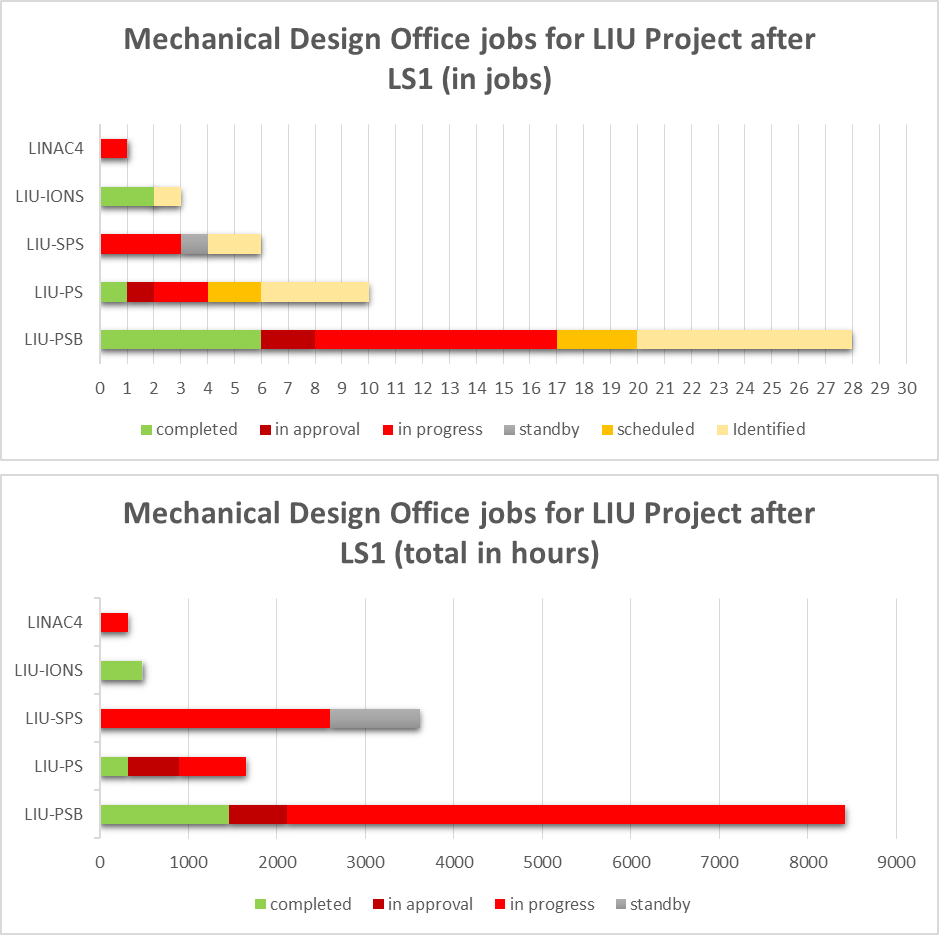 Mechanical Design Office jobs for LIU Project after
LS1 (in jobs)
LINAC4
LIU-IONS
LIU-SPS
LIU-PS
LIU-PSB
0 1 2 3 4 5 6 7 8 9 10 11 12 13 14 15 16 17 18 19 20 21 22 23 24 25 26 27 28 29 30
completed in approval in progress standby scheduled Identified
Mechanical Design Office jobs for LIU Project after
LS1 (total in hours)
LINAC4
LIU-IONS
LIU-SPS
LIU-PS
LIU-PSB
0 1000 2000 3000 4000 5000 6000 7000 8000 9000
completed in approval in progress standby